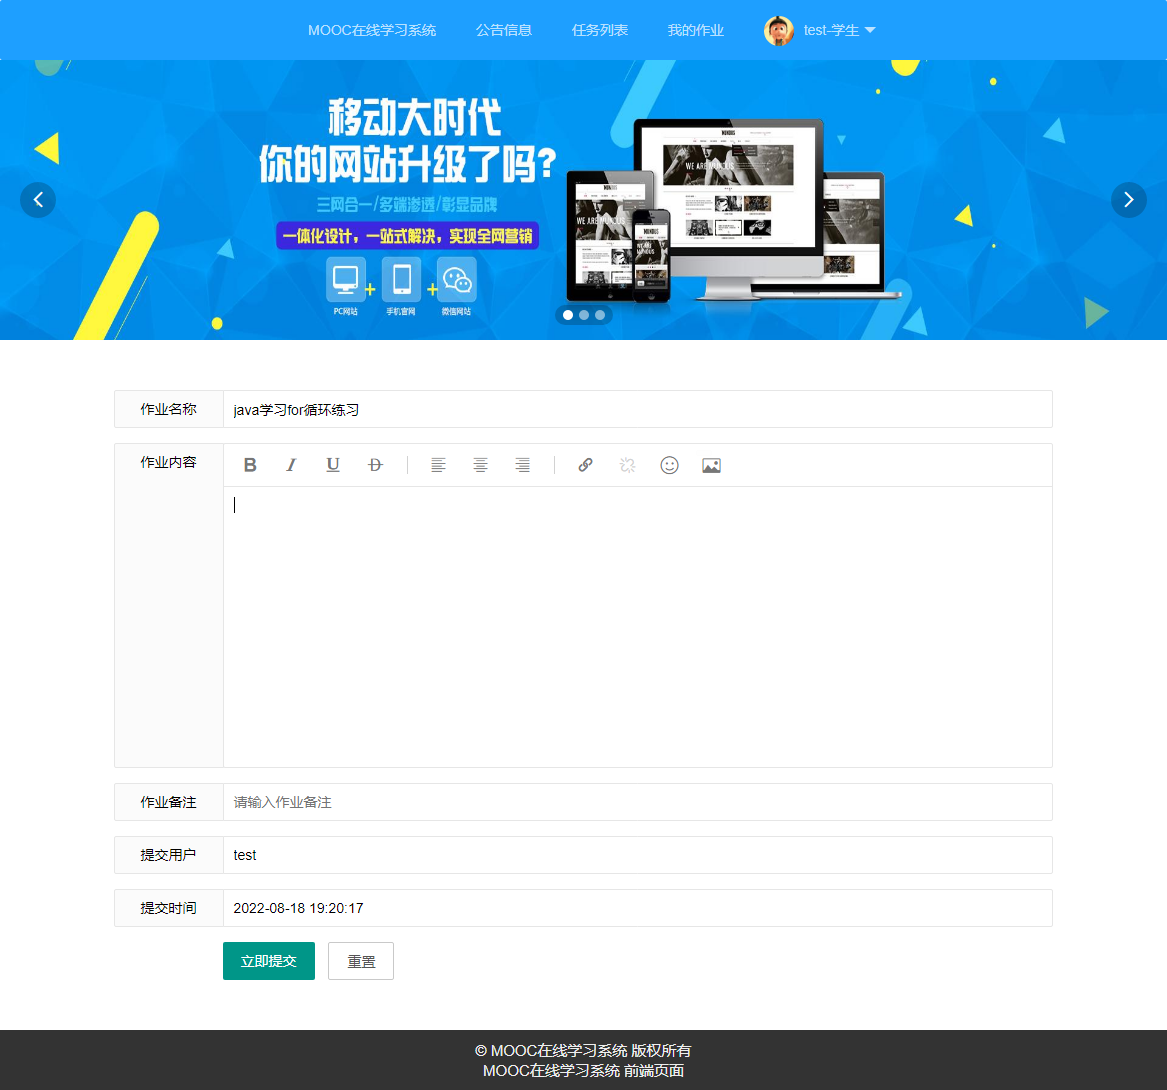 MOOC在线学习系统 公告信息 任务列表 我的作业 test-学生
移动大时代
你的网站升级了吗?
三网合一/多端渗透/彰显品牌
一体化设计，一站式解决，实现全网营销
PC网站 手机官网 微信网站
MUNDUS
WE ARE MUNDUS
作业名称 java学习for循环练习
作业内容 B I U D
作业备注 请输入作业备注
提交用户 test
提交时间 2022-08-18 19:20:17
立即提交 重置
© MOOC在线学习系统 版权所有
MOOC在线学习系统 前端页面